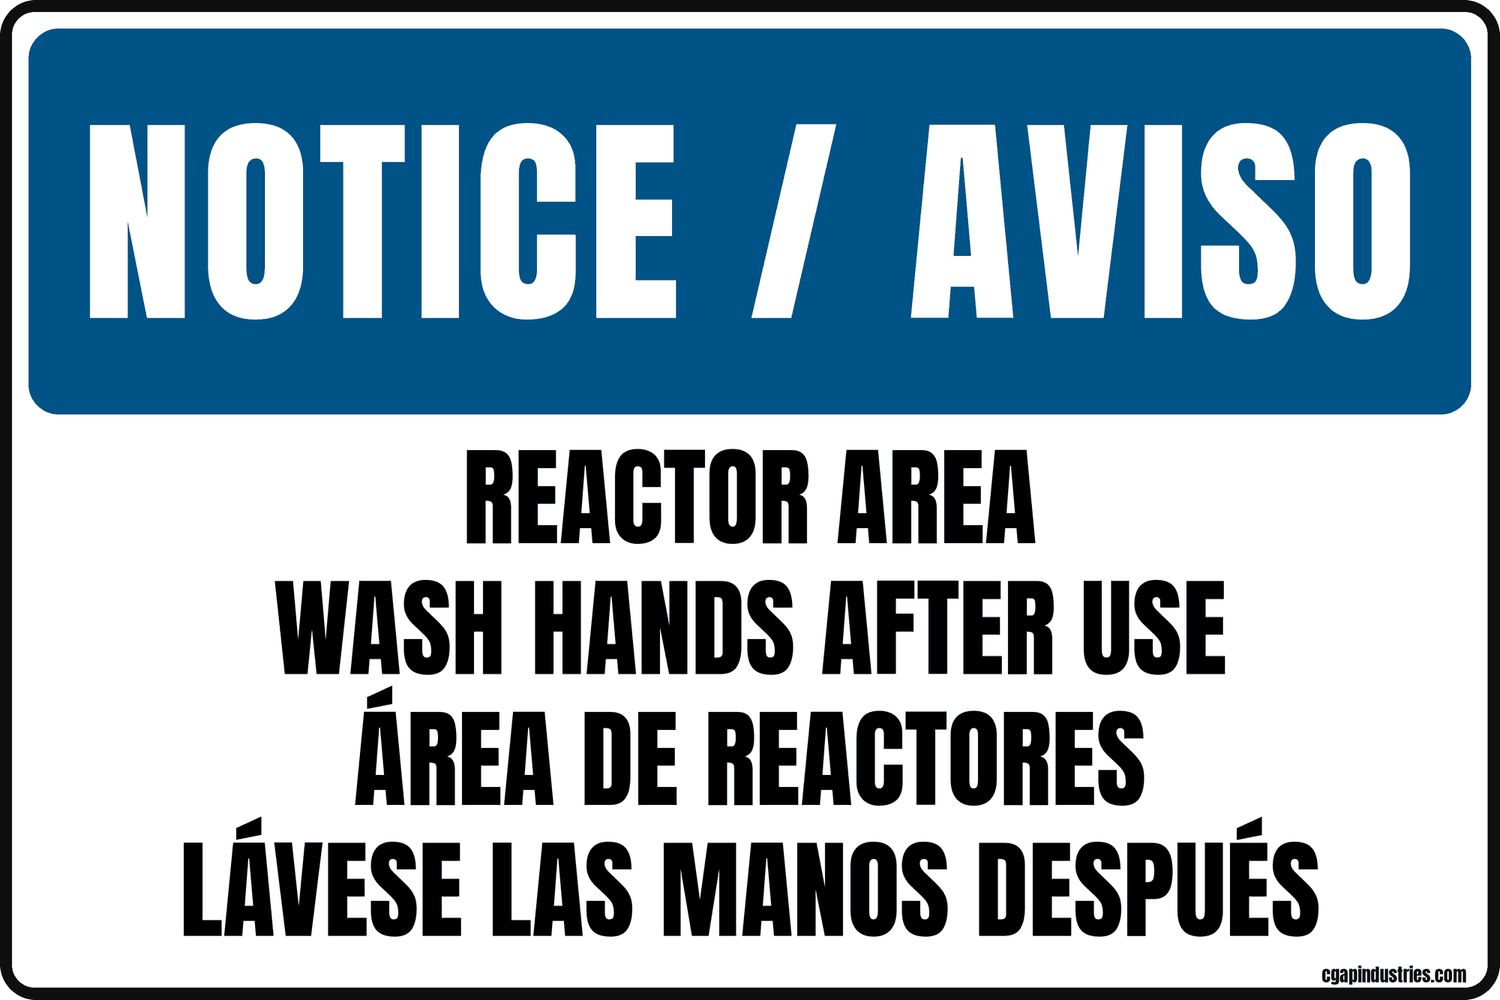 NOTICE / AVISO
REACTOR AREA
WASH HANDS AFTER USE
ÁREA DE REACTORES
LÁVESE LAS MANOS DESPUÉS
cgapindustries.com